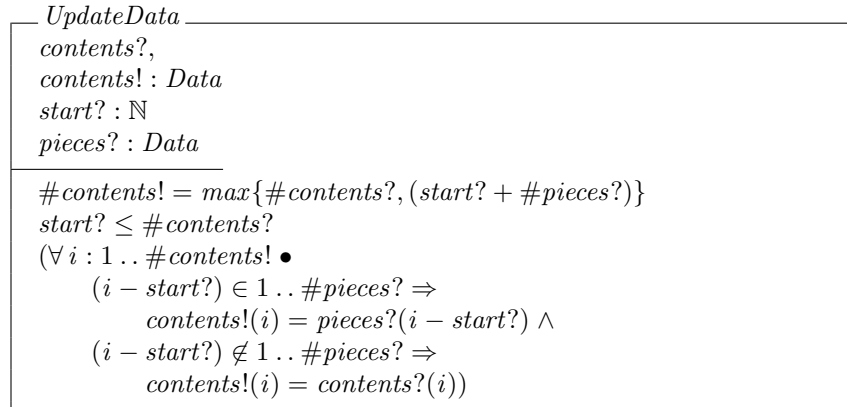 UpdateData
contents?,
contents! : Data
start? : ℕ
pieces? : Data
#contents! = max{#contents?, (start? + #pieces?)}
start? ≤ #contents?
(∀ i : 1 .. #contents! •
(i − start?) ∈ 1 .. #pieces? ⇒
contents!(i) = pieces?(i − start?) ∧
(i − start?) ∉ 1 .. #pieces? ⇒
contents!(i) = contents?(i))